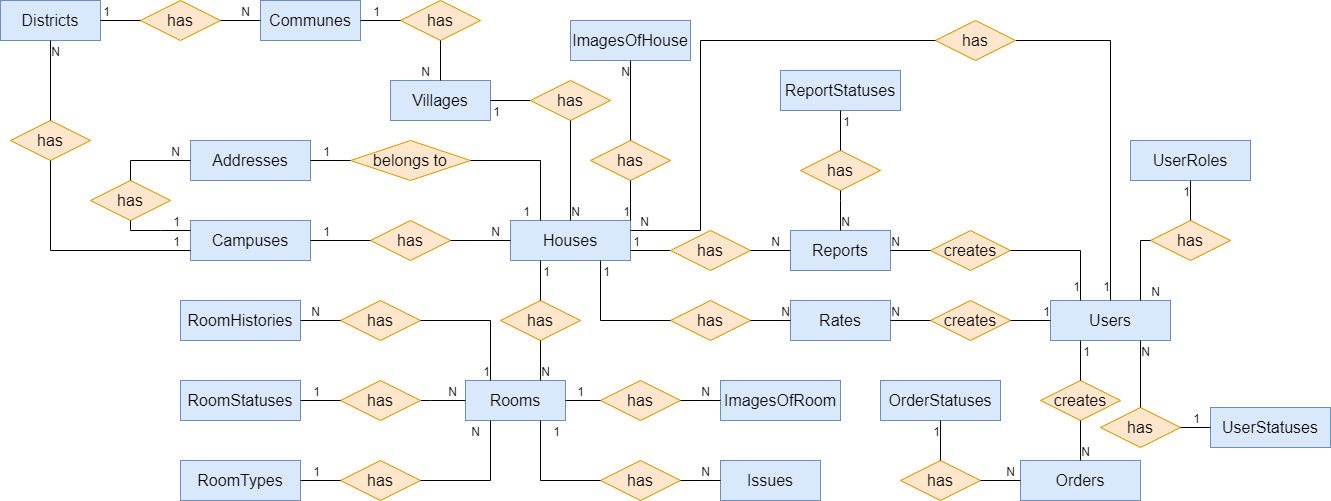 Districts 1 has N Communes 1 has
N
N
Villages 1 has
N
ImagesOfHouse
N
has
1
has
N
1
ReportStatuses
1
has
N
has
1
Addresses 1 belongs to 1
N
has
1
Campuses 1 has N Houses 1 has N Reports N creates 1
UserRoles
1
has
N
1 has N Rates N creates 1 Users
1
has
N
RoomHistories N has 1
RoomStatuses 1 has N Rooms 1 has N ImagesOfRoom
RoomTypes 1 has N
1 has N Issues
1
creates
N
OrderStatuses
1
has N Orders
N
has 1 UserStatuses